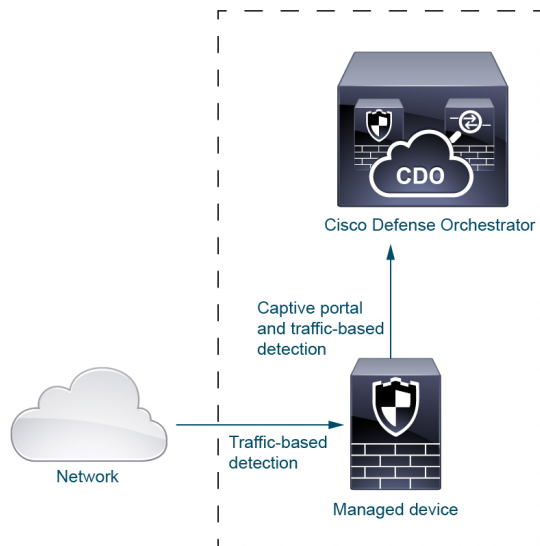 CDO
Cisco Defense Orchestrator
Captive portal
and traffic-based
detection
Traffic-based
detection
Network
Managed device